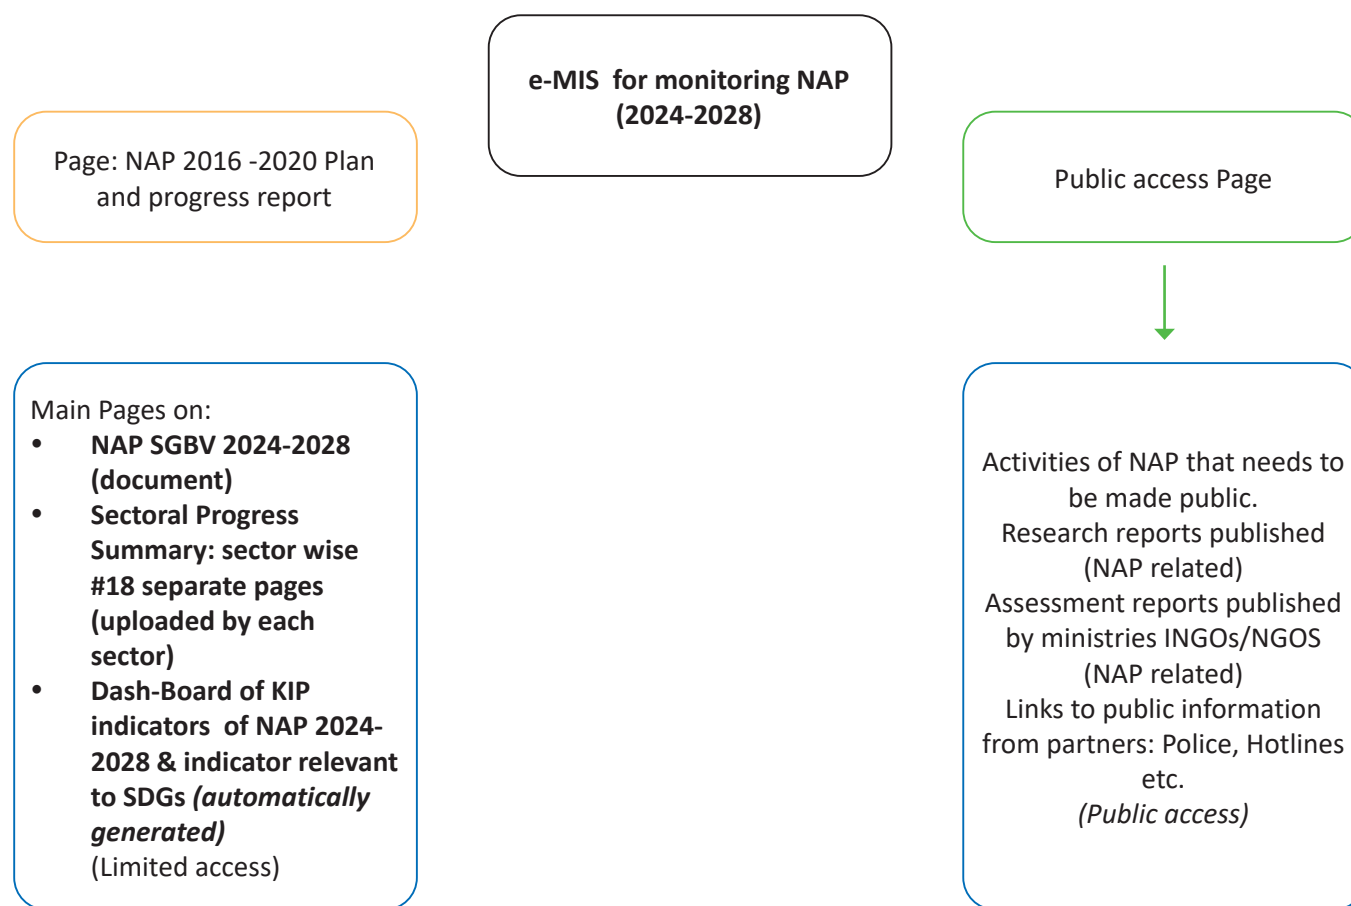 e-MIS  for monitoring NAP
(2024-2028)
Page: NAP 2016 -2020 Plan
and progress report
Public access Page
Main Pages on:
• NAP SGBV 2024-2028
(document)
• Sectoral Progress
Summary: sector wise
#18 separate pages
(uploaded by each
sector)
• Dash-Board of KIP
indicators  of NAP 2024-
2028 & indicator relevant
to SDGs (automatically
generated)
(Limited access)
Activities of NAP that needs to
be made public.
Research reports published
(NAP related)
Assessment reports published
by ministries INGOs/NGOS
(NAP related)
Links to public information
from partners: Police, Hotlines
etc.
(Public access)